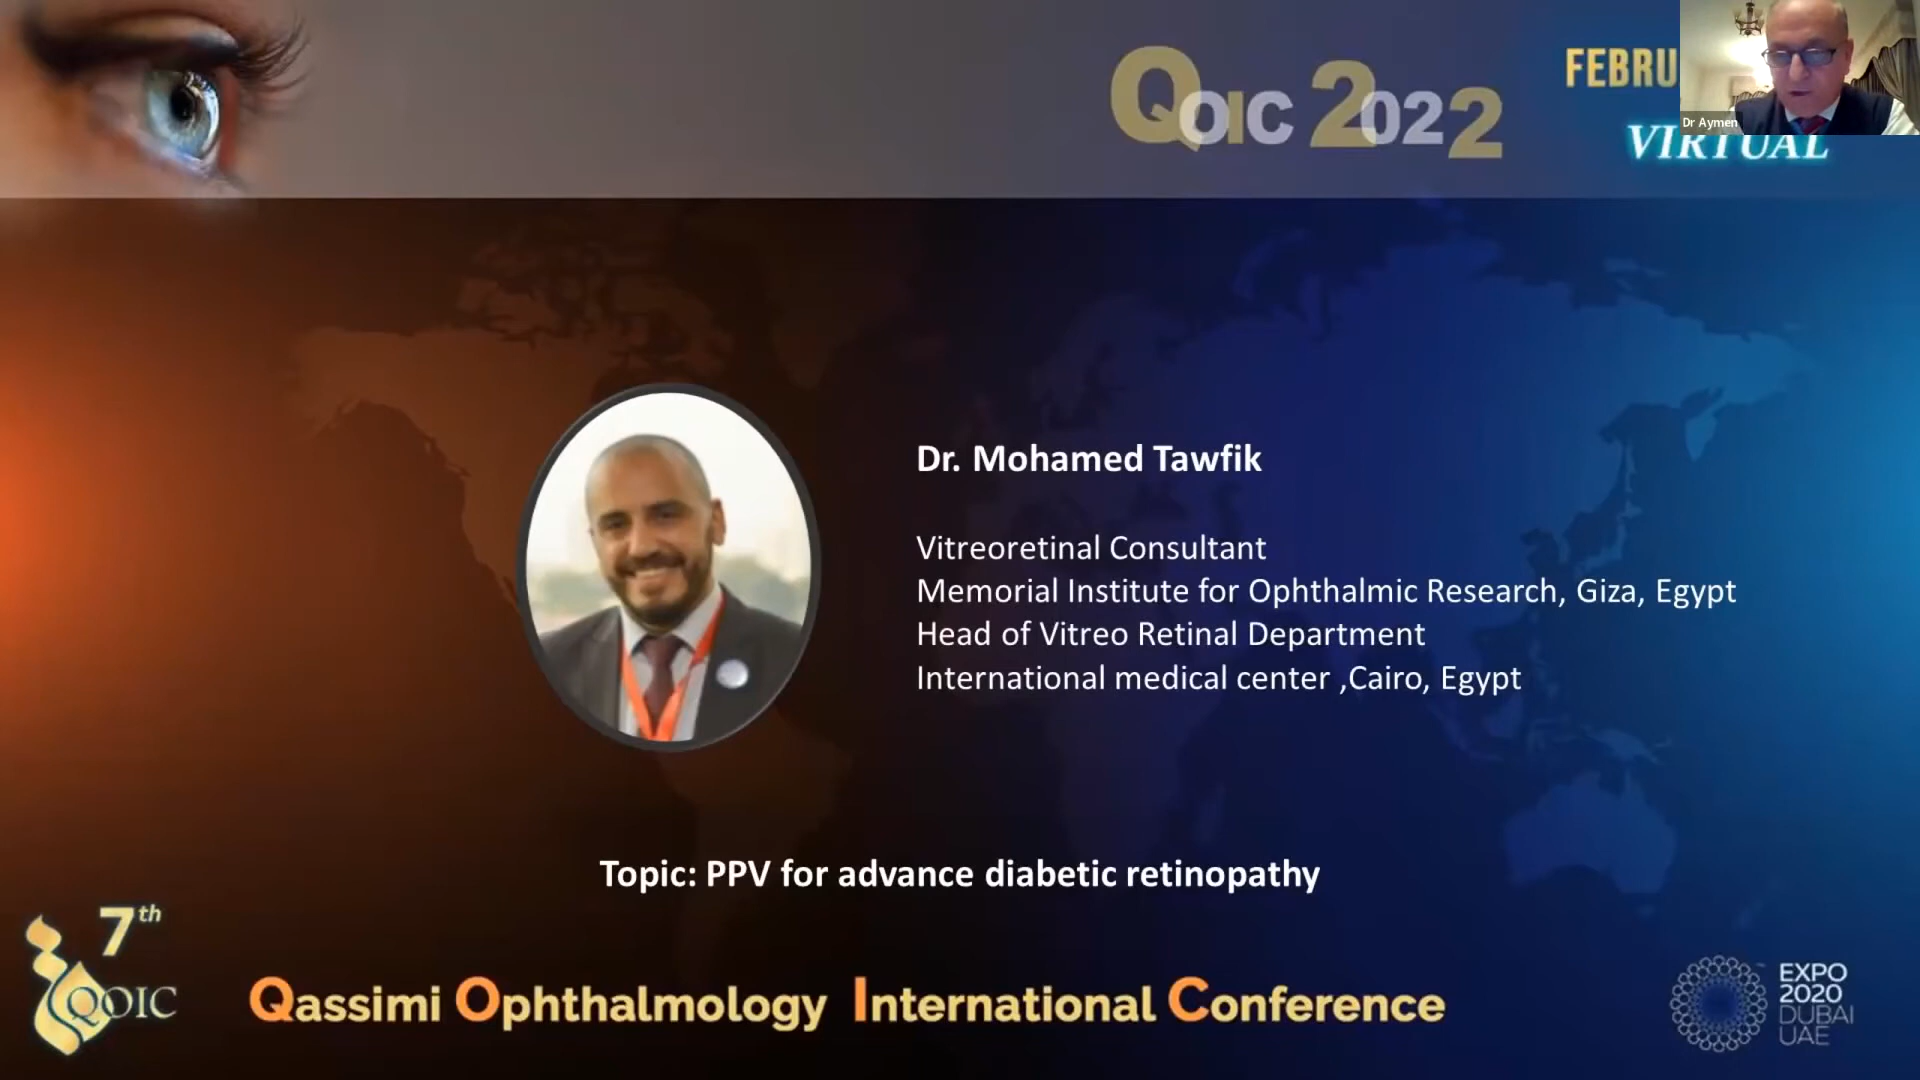 QOIC 2022
FEBRU
VIRTUAL
Dr Aymen
Dr. Mohamed Tawfik
Vitreoretinal Consultant
Memorial Institute for Ophthalmic Research, Giza, Egypt
Head of Vitreo Retinal Department
International medical center ,Cairo, Egypt
Topic: PPV for advance diabetic retinopathy
7th
QOIC
Qassimi Ophthalmology International Conference
EXPO
2020
DUBAI
UAE